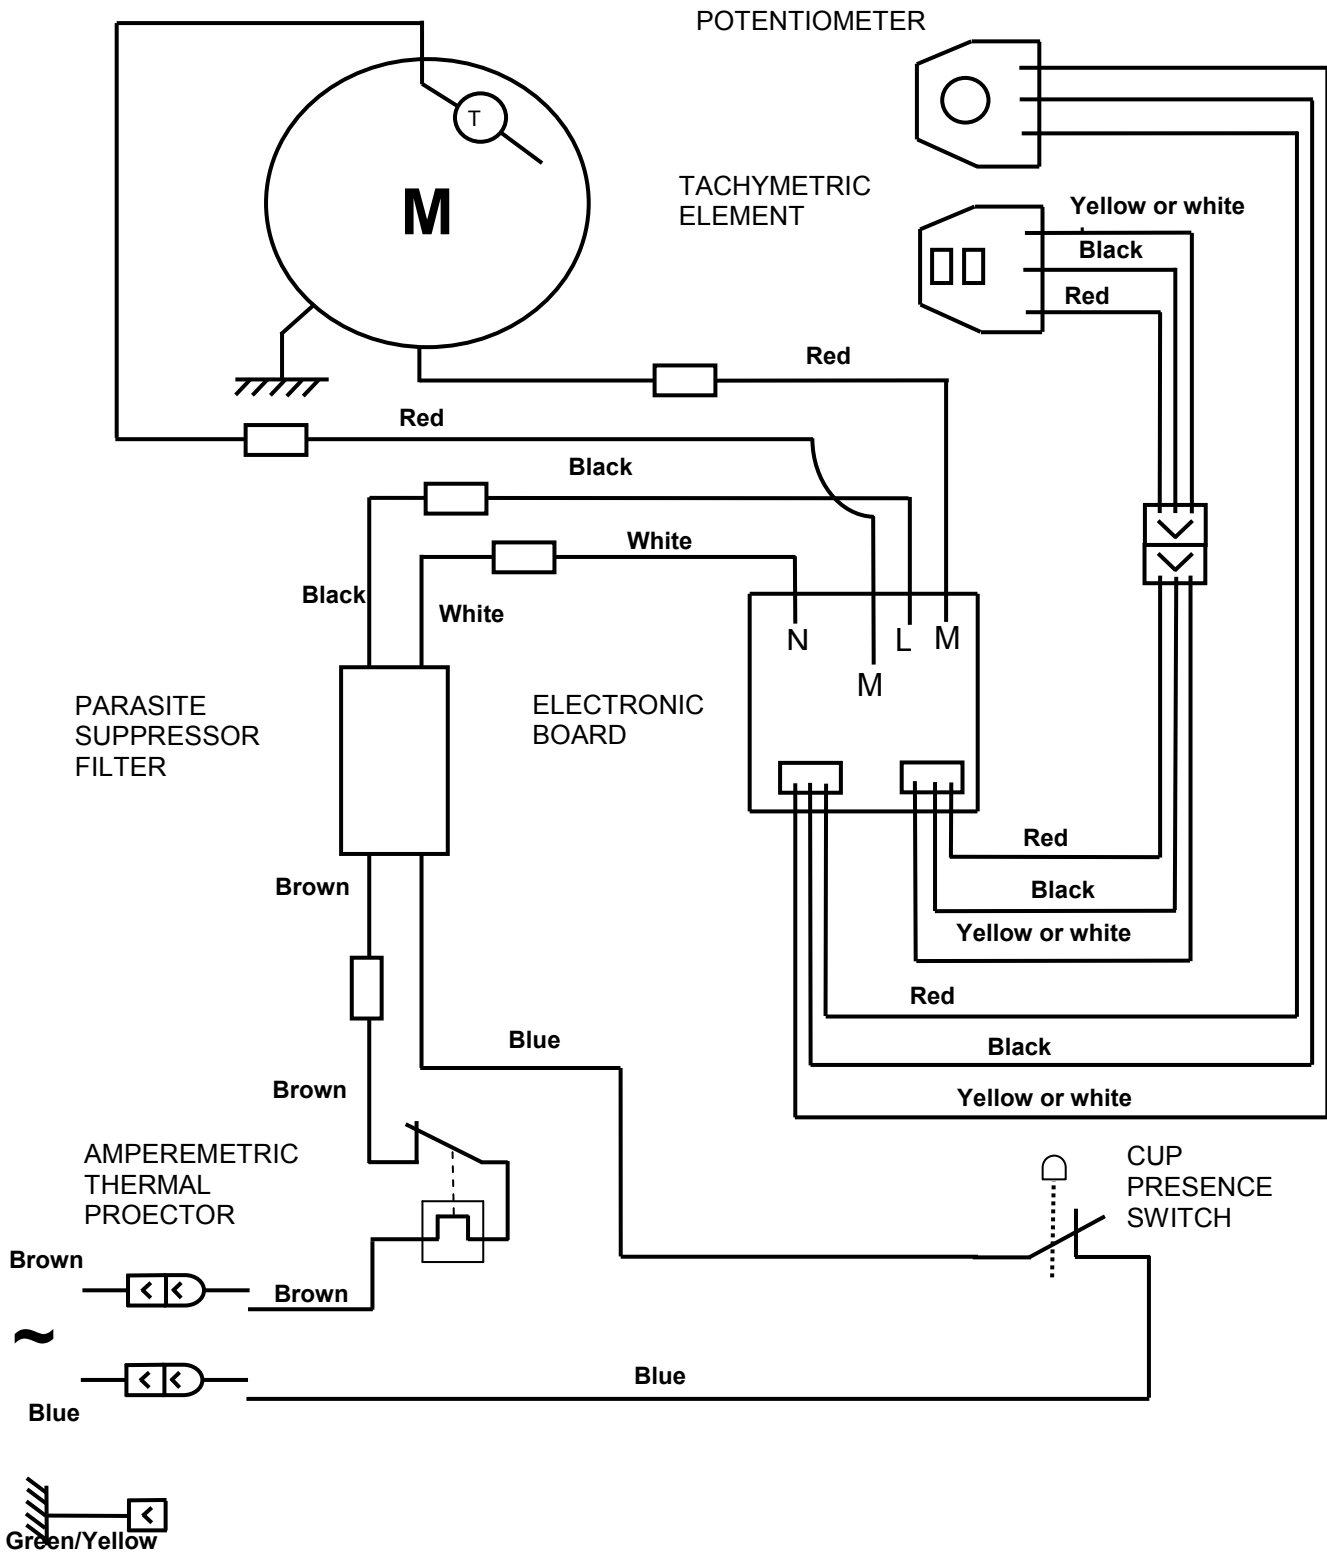 POTENTIOMETER
T
M
TACHYMETRIC
ELEMENT
Yellow or white
Black
Red
Red
Red
Black
White
Black
White
N
L
M
M
PARASITE
SUPPRESSOR
FILTER
ELECTRONIC
BOARD
Red
Brown
Black
Yellow or white
Red
Blue
Black
Brown
Yellow or white
AMPEREMETRIC
THERMAL
PROECTOR
CUP
PRESENCE
SWITCH
Brown
Brown
~
Blue
Blue
Green/Yellow